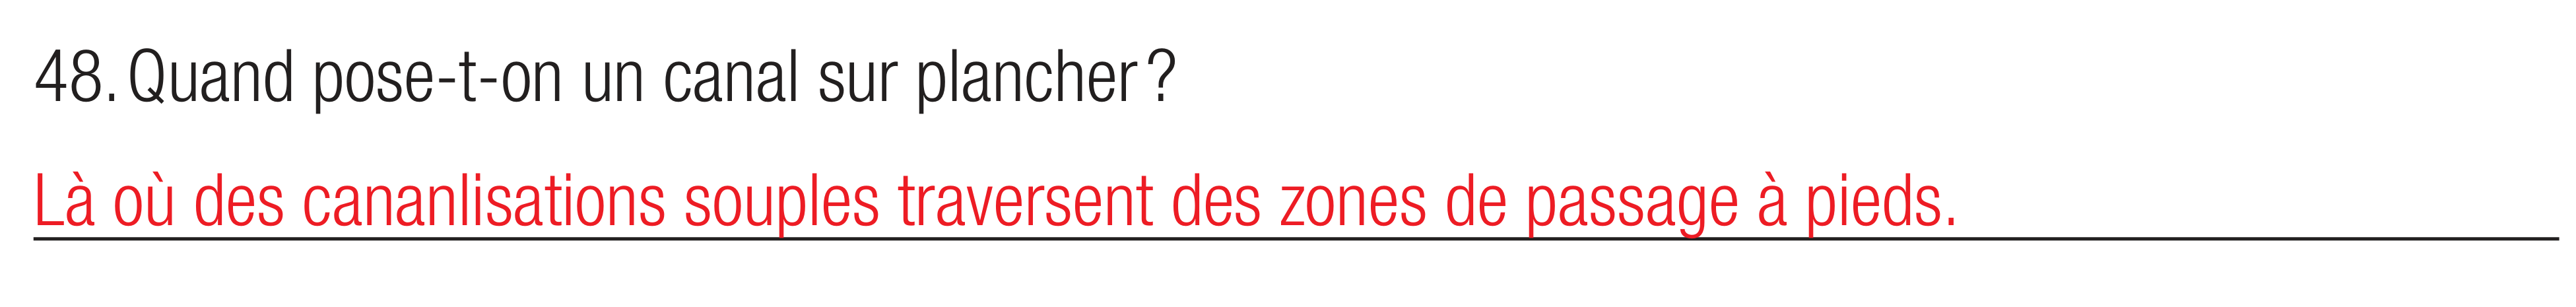 48. Quand pose-t-on un canal sur plancher ?
Là où des cananlisations souples traversent des zones de passage à pieds.